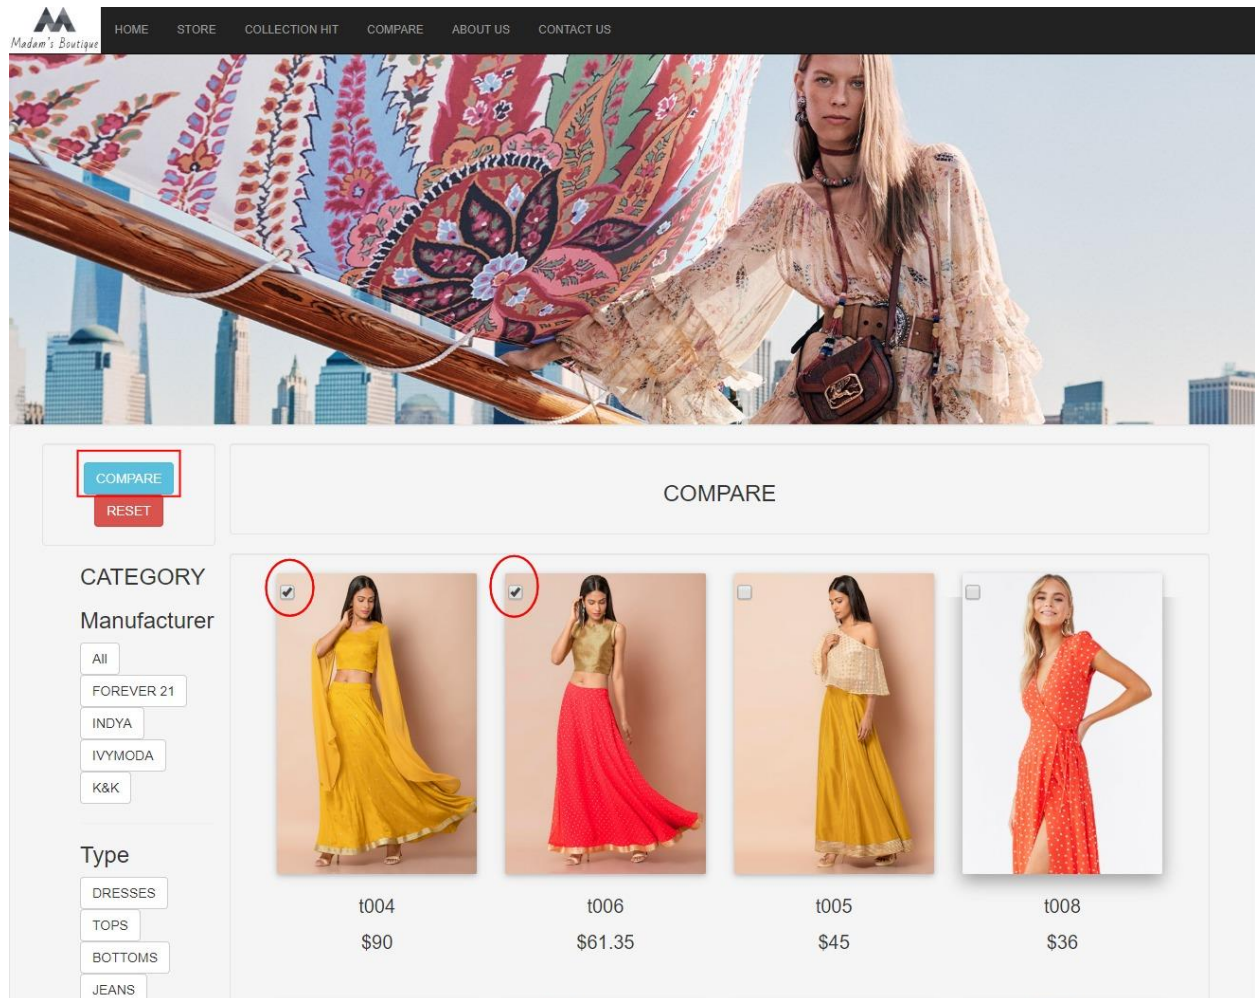 Madam's Boutique
HOME STORE COLLECTION HIT COMPARE ABOUT US CONTACT US
COMPARE
RESET
COMPARE
CATEGORY
Manufacturer
All
FOREVER 21
INDYA
IVYMODA
K&K
Type
DRESSES
TOPS
BOTTOMS
JEANS
t004 t006 t005 t008
$90 $61.35 $45 $36